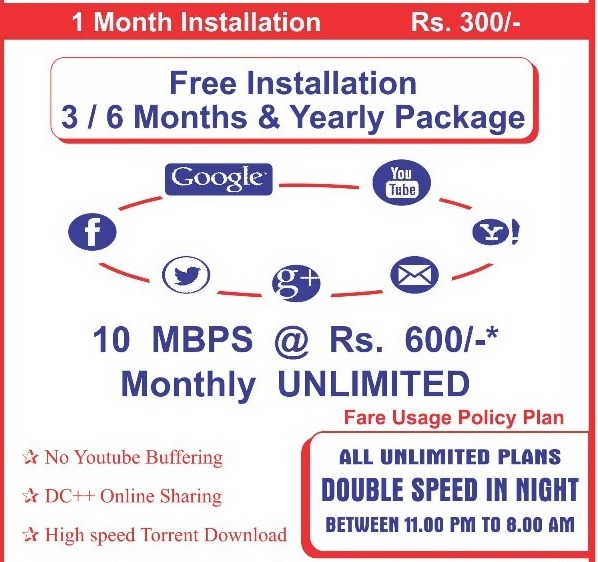 1 Month Installation Rs. 300/-
Free Installation
3 / 6 Months & Yearly Package
Google
You
Tube
f
Y!
g+
10 MBPS @ Rs. 600/-*
Monthly UNLIMITED
Fare Usage Policy Plan
☆ No Youtube Buffering
☆ DC++ Online Sharing
☆ High speed Torrent Download
ALL UNLIMITED PLANS
DOUBLE SPEED IN NIGHT
BETWEEN 11.00 PM TO 8.00 AM